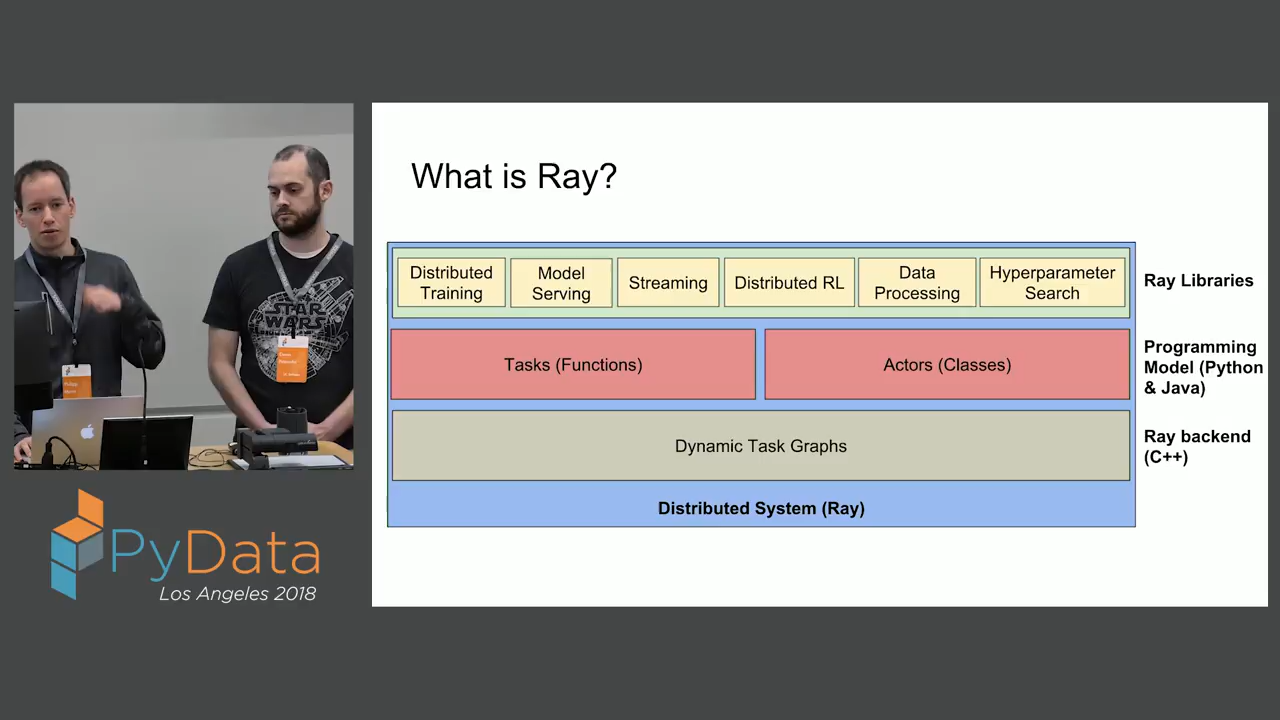 What is Ray?
Distributed
Training
Model
Serving
Streaming
Distributed RL
Data
Processing
Hyperparameter
Search
Ray Libraries
Tasks (Functions)
Actors (Classes)
Programming
Model (Python
& Java)
Dynamic Task Graphs
Ray backend
(C++)
Distributed System (Ray)
STAR
WARS
PyData
Los Angeles 2018